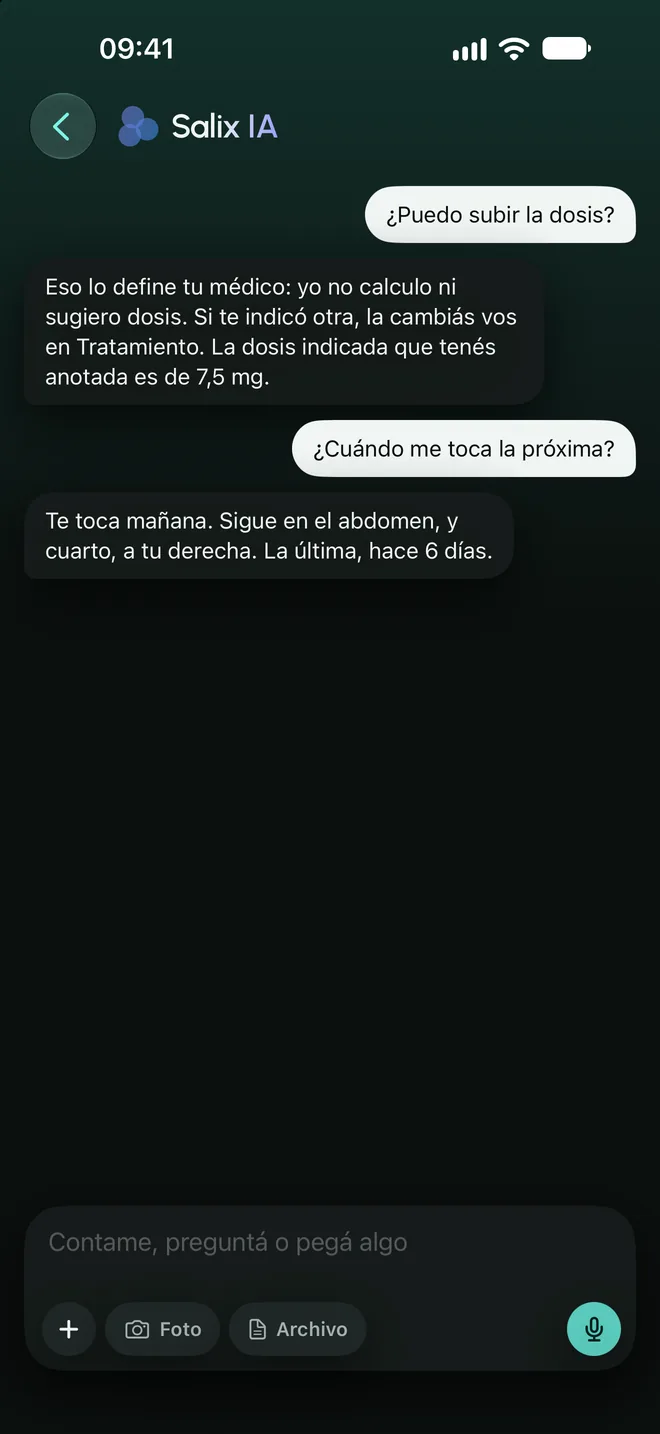 09:41
Salix IA
¿Puedo subir la dosis?
Eso lo define tu médico: yo no calculo ni
sugiero dosis. Si te indicó otra, la cambiás vos
en Tratamiento. La dosis indicada que tenés
anotada es de 7,5 mg.
¿Cuándo me toca la próxima?
Te toca mañana. Sigue en el abdomen, y
cuarto, a tu derecha. La última, hace 6 días.
Contame, preguntá o pegá algo
Foto
Archivo